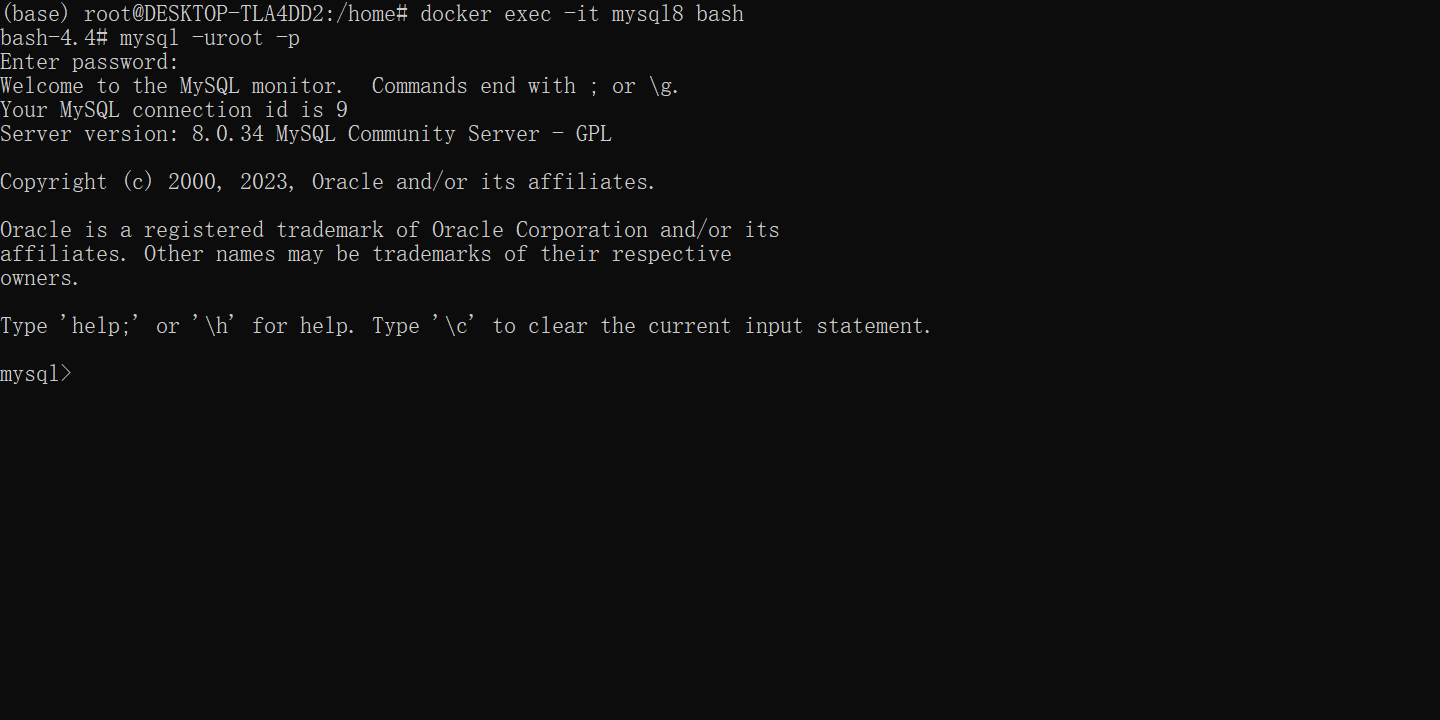 (base) root@DESKTOP-TLA4DD2:/home# docker exec -it mysql8 bash
bash-4.4# mysql -uroot -p
Enter password:
Welcome to the MySQL monitor.  Commands end with ; or \g.
Your MySQL connection id is 9
Server version: 8.0.34 MySQL Community Server - GPL

Copyright (c) 2000, 2023, Oracle and/or its affiliates.

Oracle is a registered trademark of Oracle Corporation and/or its
affiliates. Other names may be trademarks of their respective
owners.

Type 'help;' or '\h' for help. Type '\c' to clear the current input statement.

mysql>